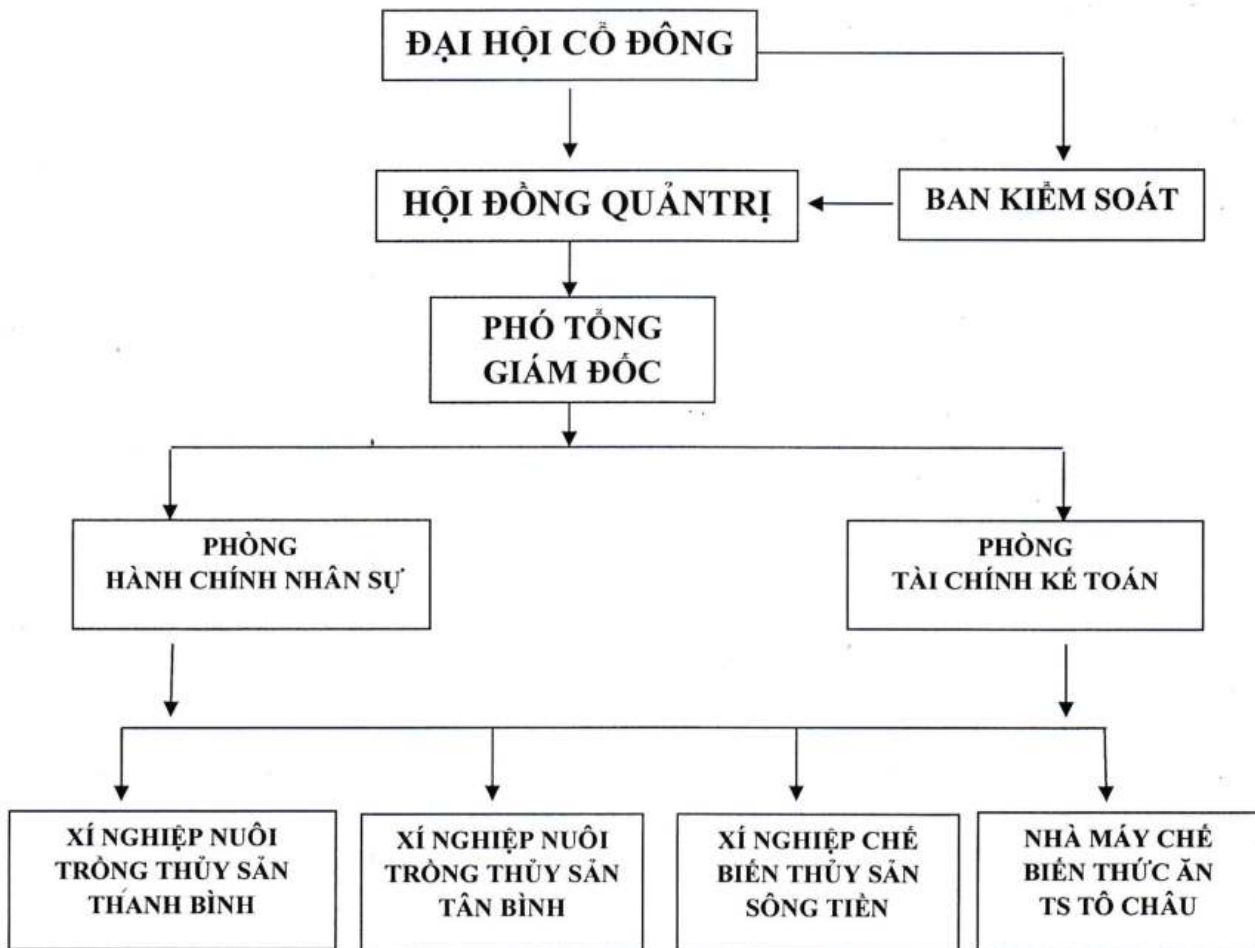 ĐẠI HỘI CỔ ĐÔNG
HỘI ĐỒNG QUẢNTRỊ
BAN KIỂM SOÁT
PHÓ TỔNG
GIÁM ĐỐC
PHÒNG
HÀNH CHÍNH NHÂN SỰ
PHÒNG
TÀI CHÍNH KẾ TOÁN
XÍ NGHIỆP NUÔI
TRỒNG THỦY SẢN
THANH BÌNH
XÍ NGHIỆP NUÔI
TRỒNG THỦY SẢN
TÂN BÌNH
XÍ NGHIỆP CHẾ
BIẾN THỦY SẢN
SÔNG TIỀN
NHÀ MÁY CHẾ
BIẾN THỨC ĂN
TS TÔ CHÂU